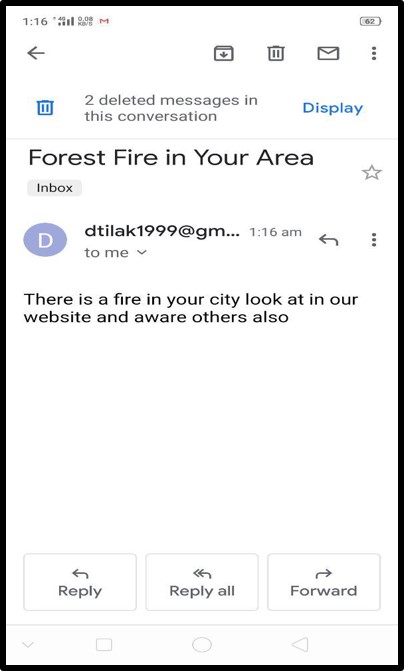 1:16 4G 0.08 KB/S 62
2 deleted messages in
this conversation
Display
Forest Fire in Your Area
Inbox
D
dtilak1999@gm... 1:16 am
to me
There is a fire in your city look at in our
website and aware others also
Reply
Reply all
Forward